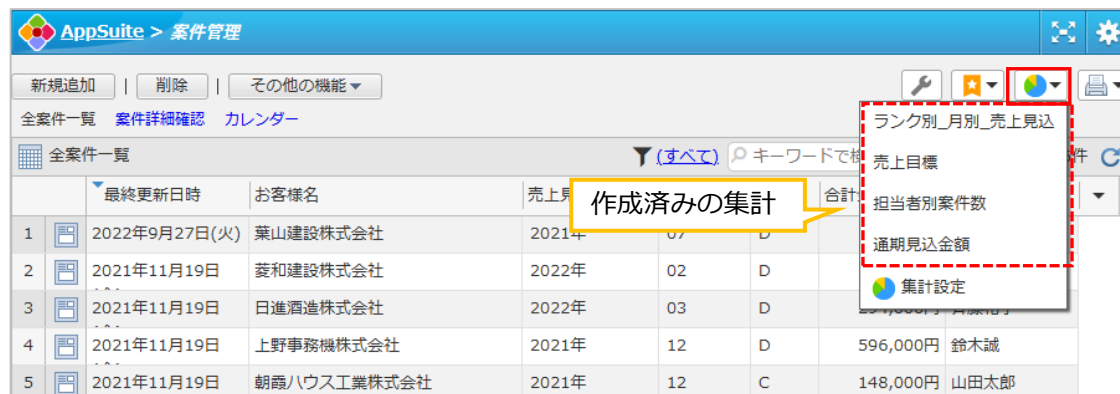 AppSuite > 案件管理
新規追加 | 削除 | その他の機能
全案件一覧 案件詳細確認 カレンダー
全案件一覧 (すべて) キーワードで 件
ランク別_月別_売上見込
売上目標
担当者別案件数
通期見込金額
集計設定
作成済みの集計
最終更新日時 お客様名 売上見 合計
1 2022年9月27日(火) 葉山建設株式会社 2021年 07 D
2 2021年11月19日 菱和建設株式会社 2022年 02 D
3 2021年11月19日 日進酒造株式会社 2022年 03 D
4 2021年11月19日 上野事務機株式会社 2021年 12 D 596,000円 鈴木誠
5 2021年11月19日 朝霞ハウス工業株式会社 2021年 12 C 148,000円 山田太郎